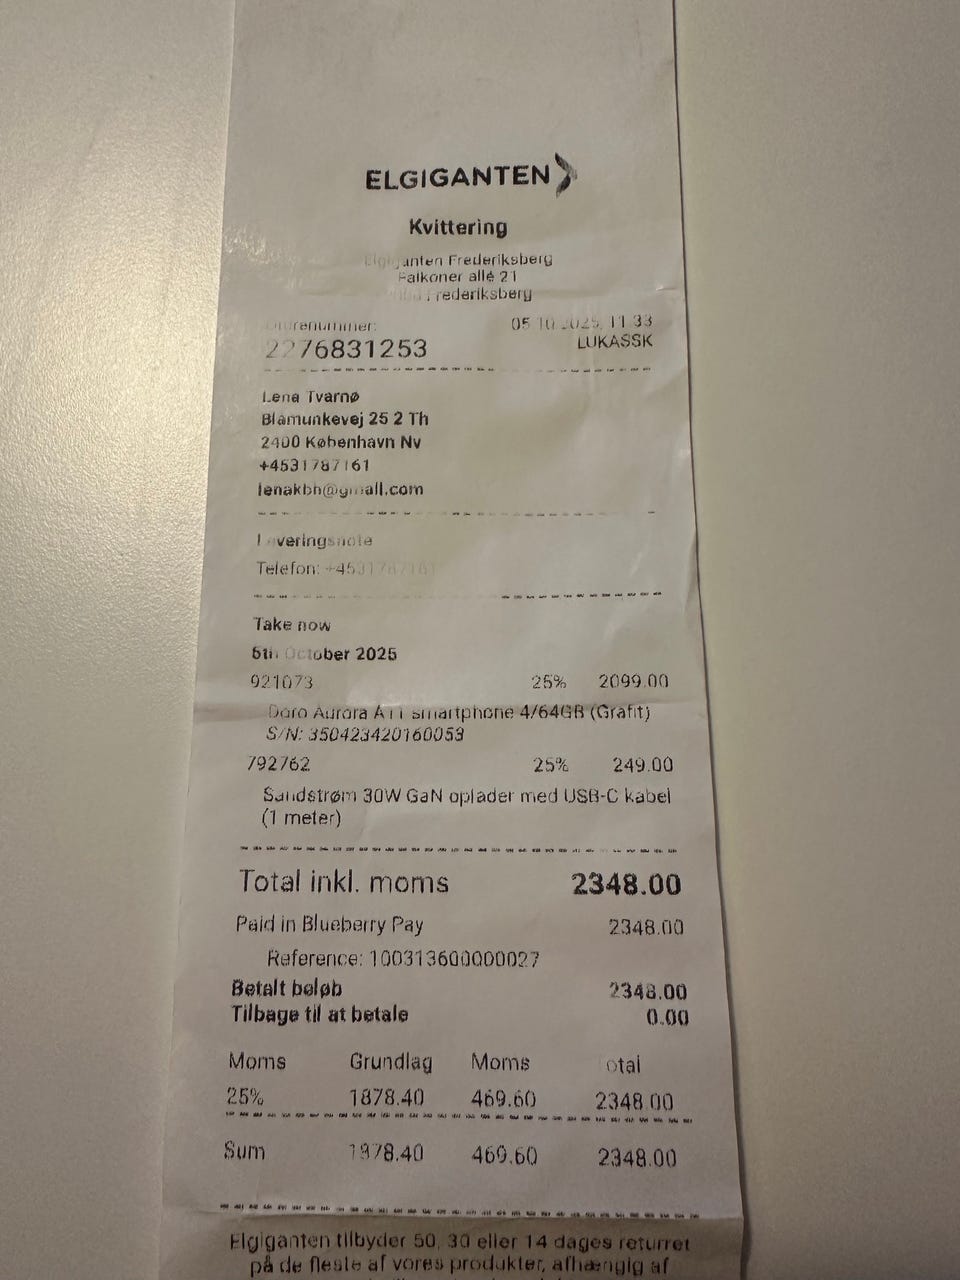 ELGIGANTEN
Kvittering
Elgiganten Frederiksberg
Falkoner allé 21
Frederiksberg
Ordrenummer: 05.10.2025, 11:33
2276831253 LUKASSK
Lena Tvarnø
Blåmunkevej 25 2 Th
2400 København Nv
+4531787161
lenakbh@gmail.com
Leveringsnote
Telefon: +4531787161
Take now
5th October 2025
921073 25% 2099.00
Doro Aurora A11 smartphone 4/64GB (Grafit)
S/N: 350423420160053
792762 25% 249.00
Sandstrøm 30W GaN oplader med USB-C kabel
(1 meter)
Total inkl. moms 2348.00
Paid in Blueberry Pay 2348.00
Reference: 100313600000027
Betalt beløb 2348.00
Tilbage til at betale 0.00
Moms Grundlag Moms Total
25% 1878.40 469.60 2348.00
Sum 1878.40 469.60 2348.00
Elgiganten tilbyder 50, 30 eller 14 dages returret
på de fleste af vores produkter, afhængig af